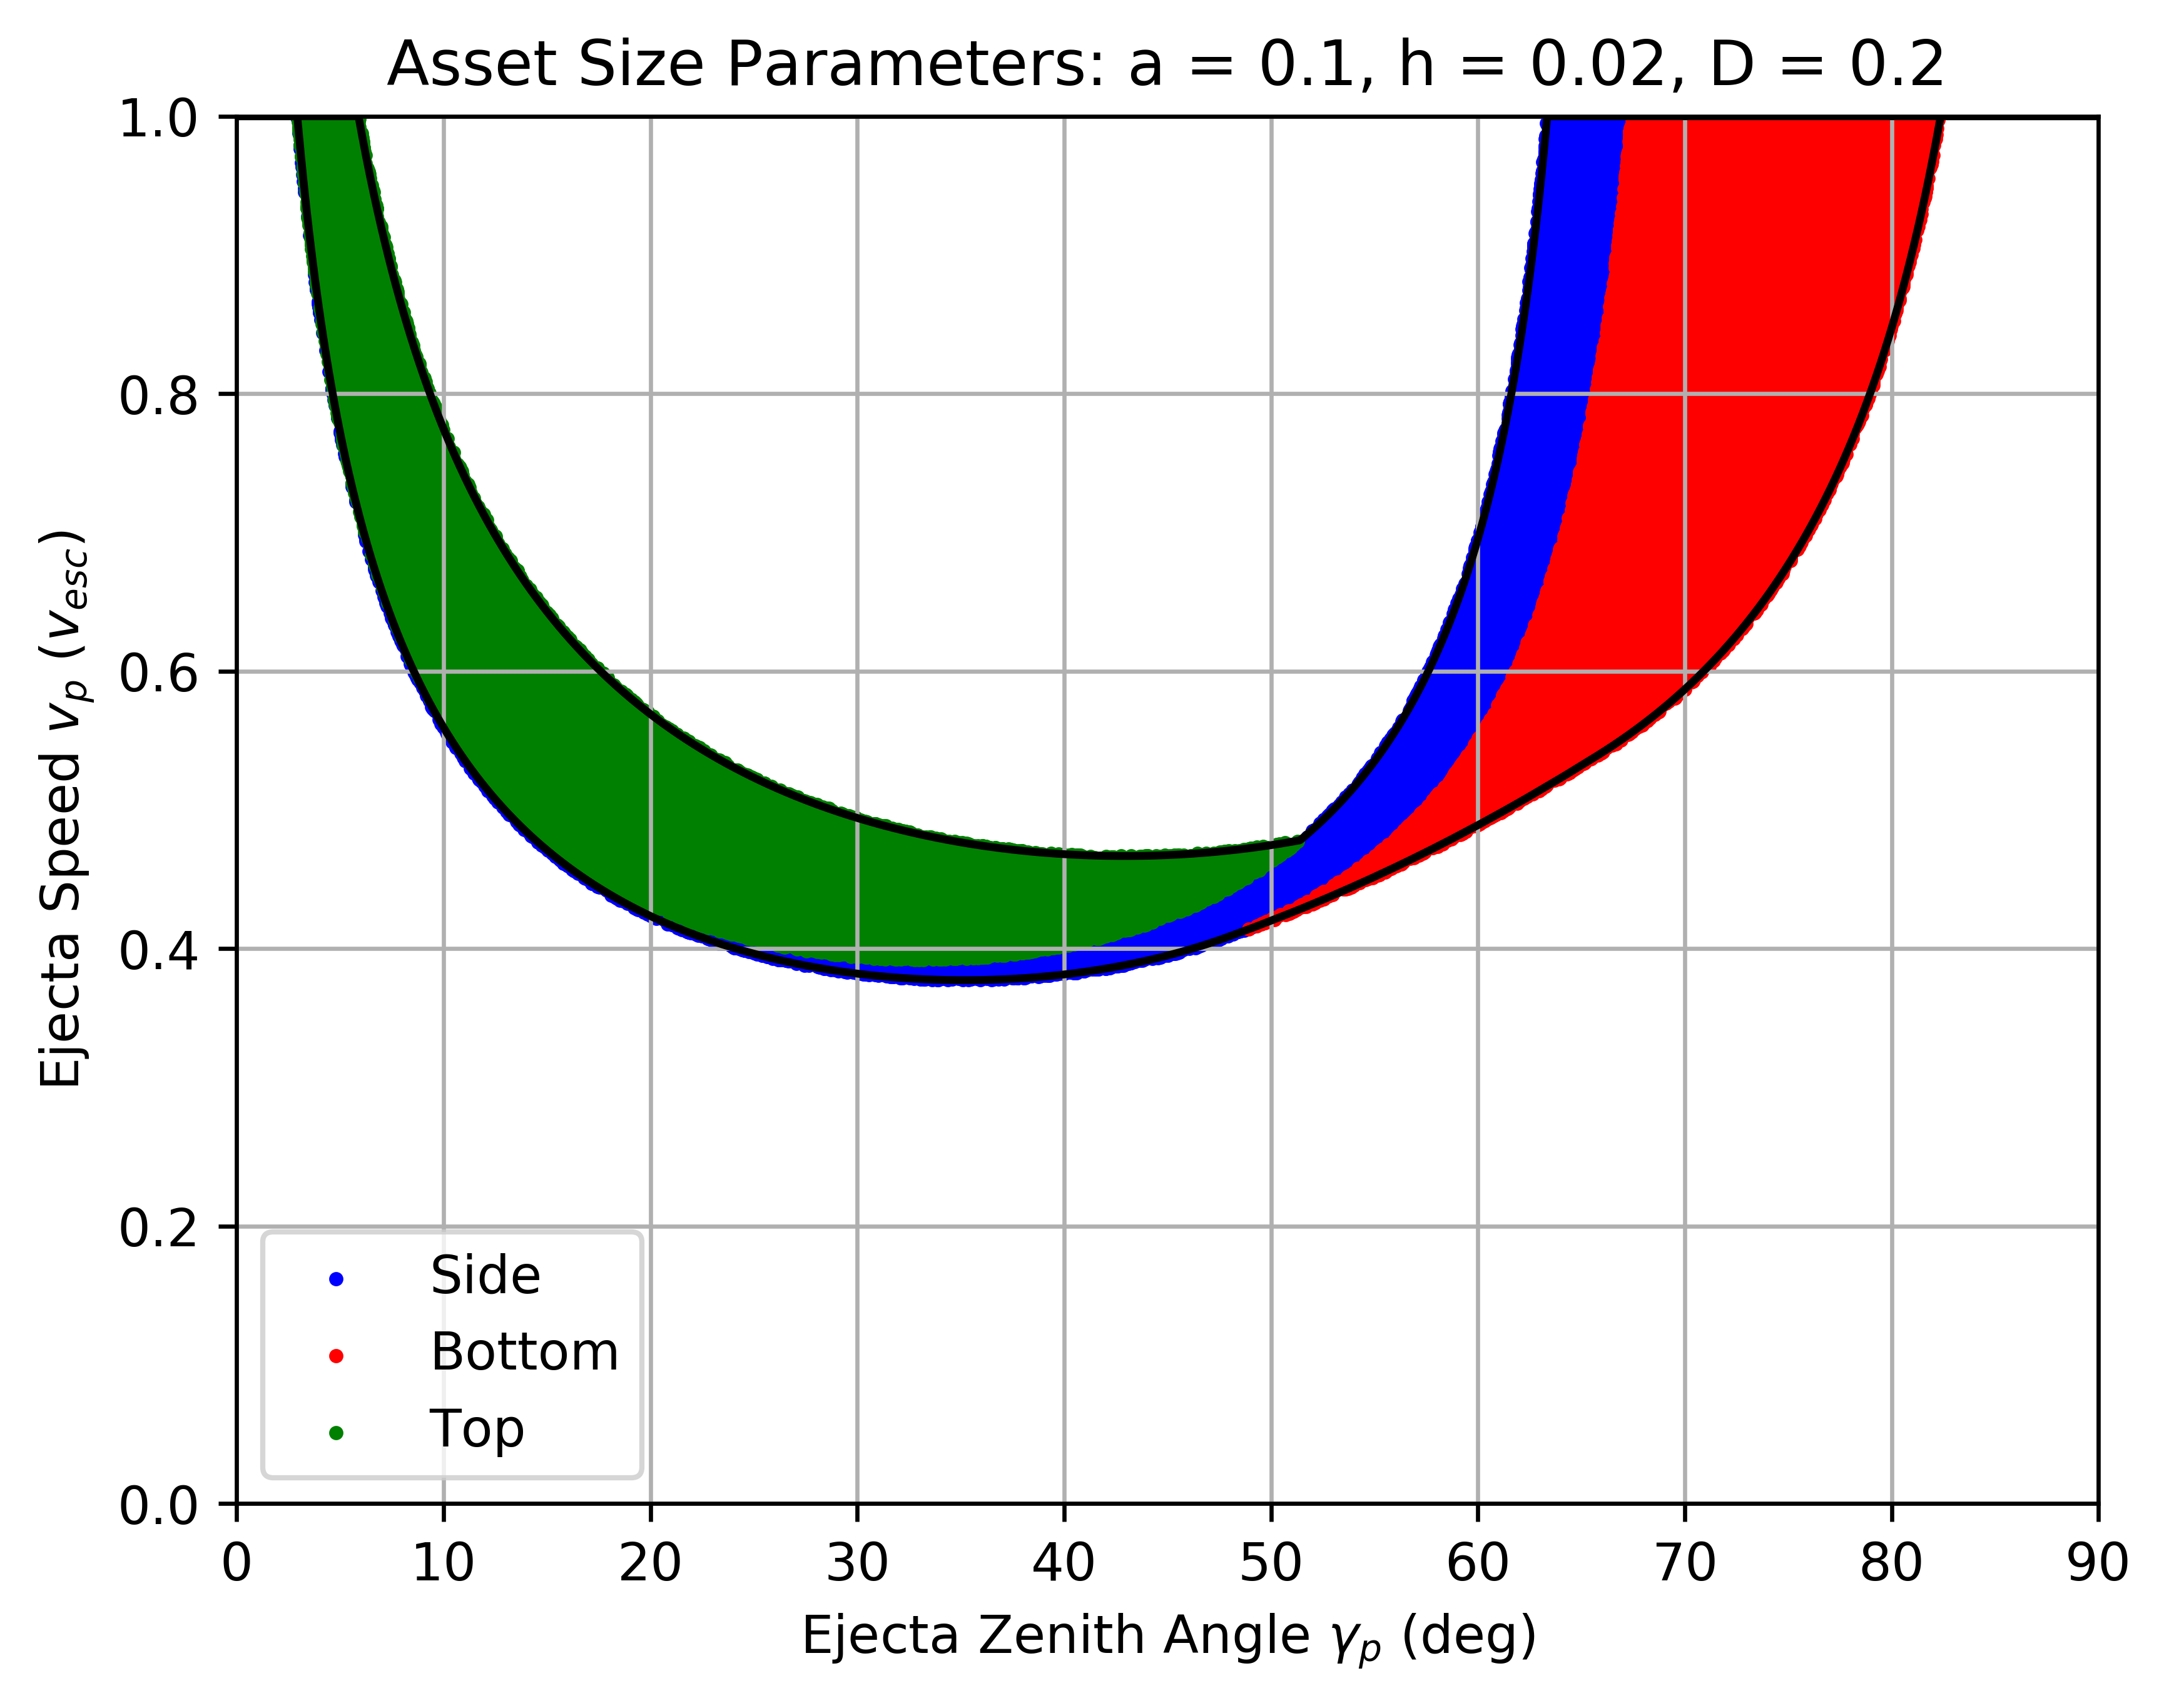 Asset Size Parameters: a = 0.1, h = 0.02, D = 0.2
1.0
0.8
0.6
0.4
0.2
0.0
Ejecta Speed v_p (v_esc)
Side
Bottom
Top
0 10 20 30 40 50 60 70 80 90
Ejecta Zenith Angle γ_p (deg)